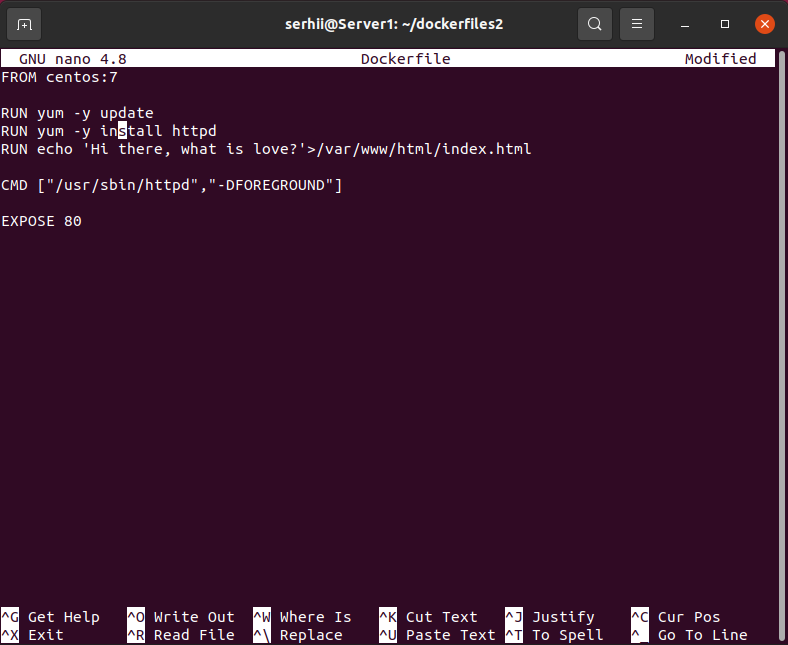 serhii@Server1: ~/dockerfiles2
GNU nano 4.8 Dockerfile Modified
FROM centos:7
RUN yum -y update
RUN yum -y install httpd
RUN echo 'Hi there, what is love?'>/var/www/html/index.html
CMD ["/usr/sbin/httpd","-DFOREGROUND"]
EXPOSE 80
^G Get Help ^O Write Out ^W Where Is ^K Cut Text ^J Justify ^C Cur Pos
^X Exit ^R Read File ^\ Replace ^U Paste Text ^T To Spell ^_ Go To Line